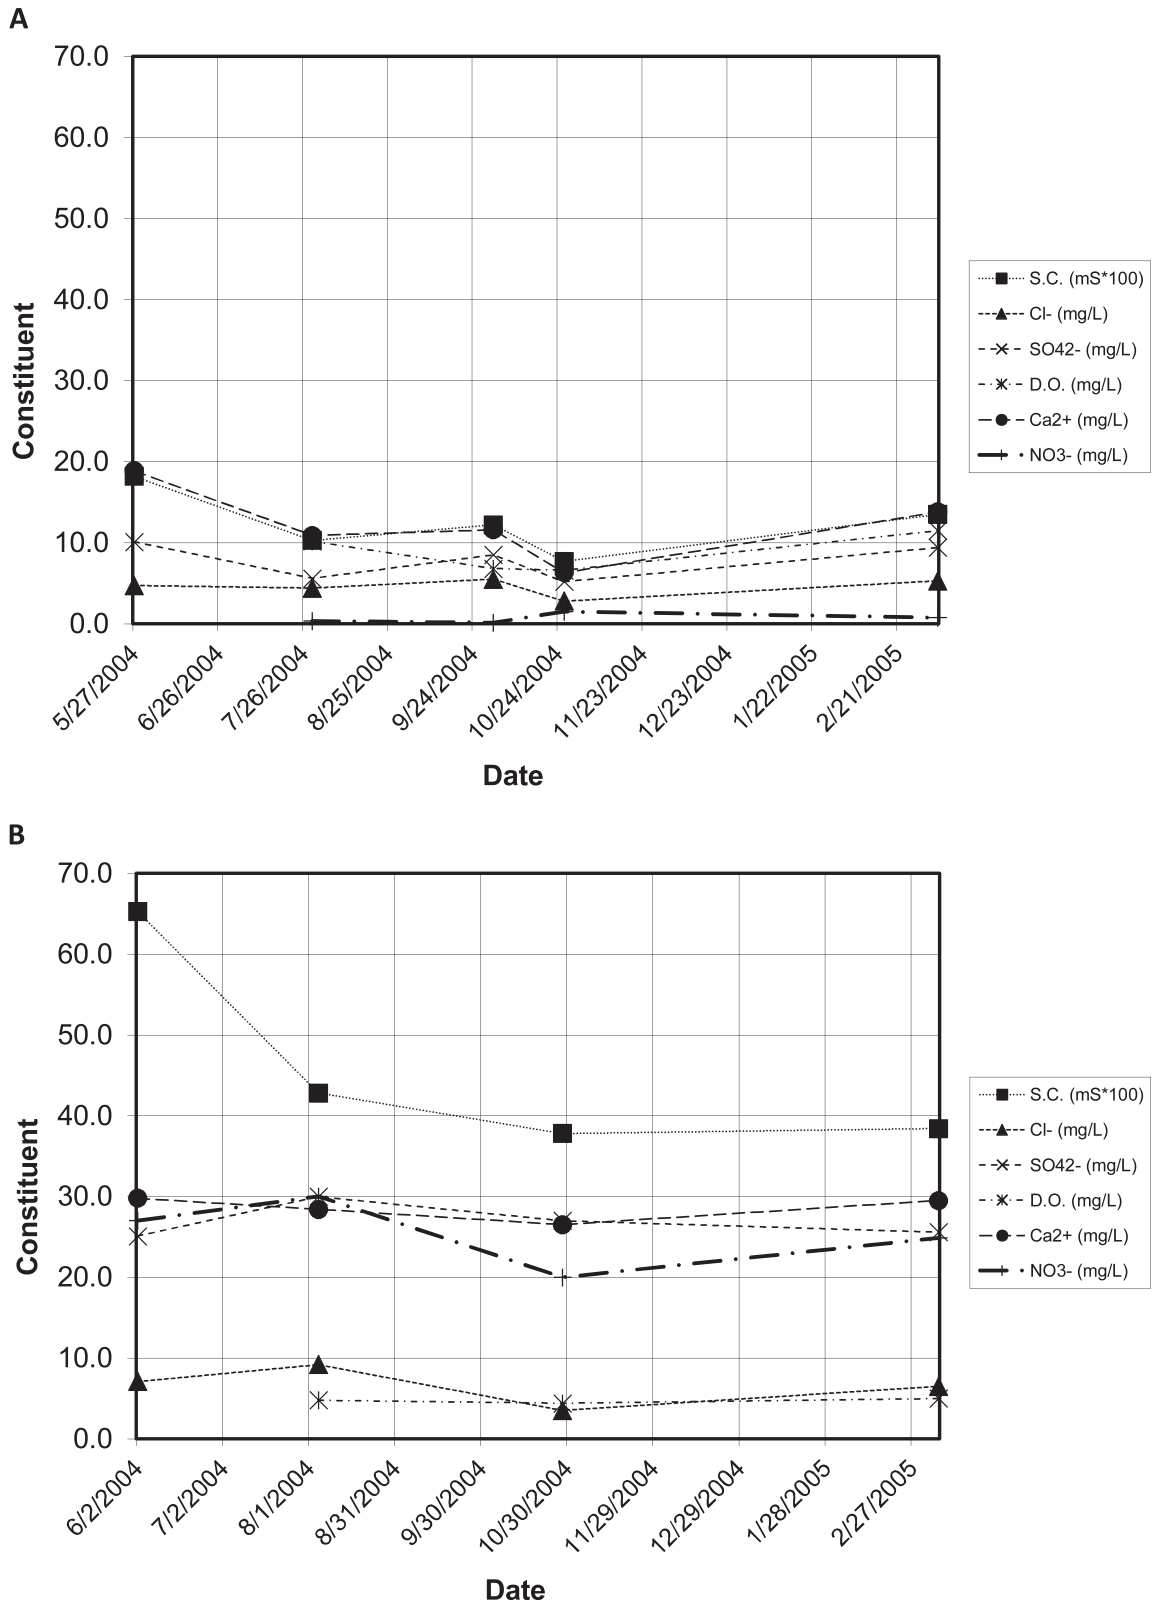 A
70.0
60.0
50.0
40.0
30.0
20.0
10.0
0.0
Constituent
5/27/2004
6/26/2004
7/26/2004
8/25/2004
9/24/2004
10/24/2004
11/23/2004
12/23/2004
1/22/2005
2/21/2005
Date
S.C. (mS*100)
Cl- (mg/L)
SO42- (mg/L)
D.O. (mg/L)
Ca2+ (mg/L)
NO3- (mg/L)
B
70.0
60.0
50.0
40.0
30.0
20.0
10.0
0.0
Constituent
6/2/2004
7/2/2004
8/1/2004
8/31/2004
9/30/2004
10/30/2004
11/29/2004
12/29/2004
1/28/2005
2/27/2005
Date
S.C. (mS*100)
Cl- (mg/L)
SO42- (mg/L)
D.O. (mg/L)
Ca2+ (mg/L)
NO3- (mg/L)